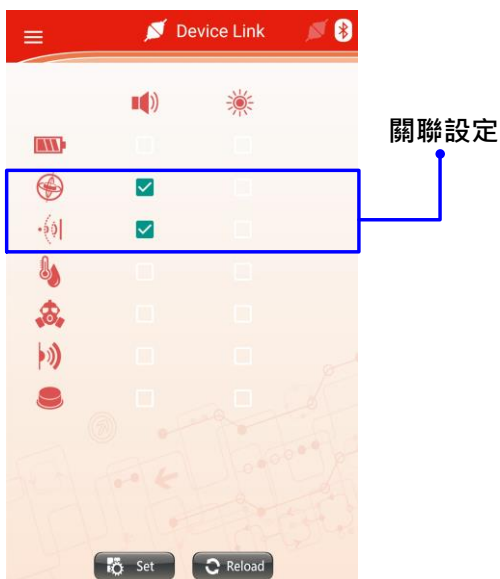 Device Link
關聯設定
Set
Reload